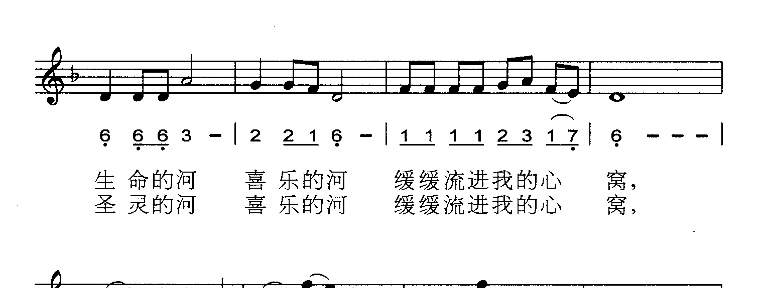 6 6 6 3 - | 2 2 1 6 - | 1 1 1 1 2 3 1 7 | 6 - - - |
生命的河 喜乐的河 缓缓流进我的心 窝,
圣灵的河 喜乐的河 缓缓流进我的心 窝,